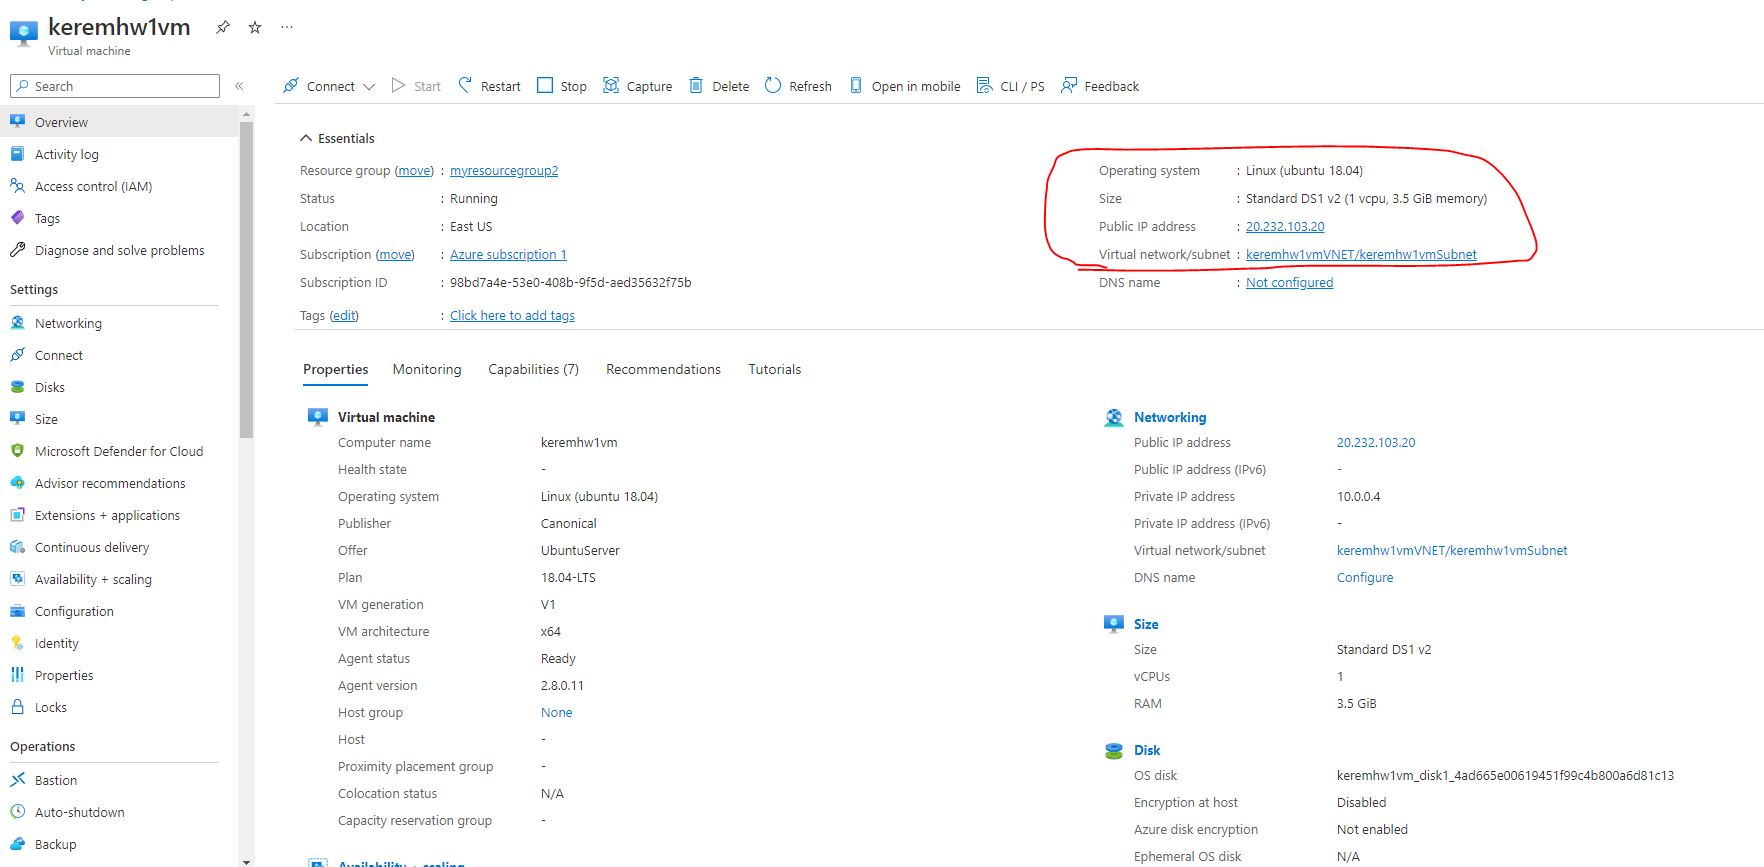 keremhw1vm
Virtual machine
Search
Connect Start Restart Stop Capture Delete Refresh Open in mobile CLI / PS Feedback
Overview
Activity log
Access control (IAM)
Tags
Diagnose and solve problems
Settings
Networking
Connect
Disks
Size
Microsoft Defender for Cloud
Advisor recommendations
Extensions + applications
Continuous delivery
Availability + scaling
Configuration
Identity
Properties
Locks
Operations
Bastion
Auto-shutdown
Backup
Essentials
Resource group (move) : myresourcegroup2
Status : Running
Location : East US
Subscription (move) : Azure subscription 1
Subscription ID : 98bd7a4e-53e0-408b-9f5d-aed35632f75b
Tags (edit) : Click here to add tags
Operating system : Linux (ubuntu 18.04)
Size : Standard DS1 v2 (1 vcpu, 3.5 GiB memory)
Public IP address : 20.232.103.20
Virtual network/subnet : keremhw1vmVNET/keremhw1vmSubnet
DNS name : Not configured
Properties Monitoring Capabilities (7) Recommendations Tutorials
Virtual machine
Computer name keremhw1vm
Health state -
Operating system Linux (ubuntu 18.04)
Publisher Canonical
Offer UbuntuServer
Plan 18.04-LTS
VM generation V1
VM architecture x64
Agent status Ready
Agent version 2.8.0.11
Host group None
Host -
Proximity placement group -
Colocation status N/A
Capacity reservation group -
Availability + scaling
Networking
Public IP address 20.232.103.20
Public IP address (IPv6) -
Private IP address 10.0.0.4
Private IP address (IPv6) -
Virtual network/subnet keremhw1vmVNET/keremhw1vmSubnet
DNS name Configure
Size
Size Standard DS1 v2
vCPUs 1
RAM 3.5 GiB
Disk
OS disk keremhw1vm_disk1_4ad665e00619451f99c4b800a6d81c13
Encryption at host Disabled
Azure disk encryption Not enabled
Ephemeral OS disk N/A